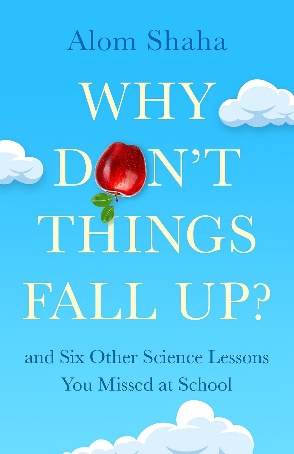 Alom Shaha
WHY
DON'T
THINGS
FALL UP?
and Six Other Science Lessons
You Missed at School